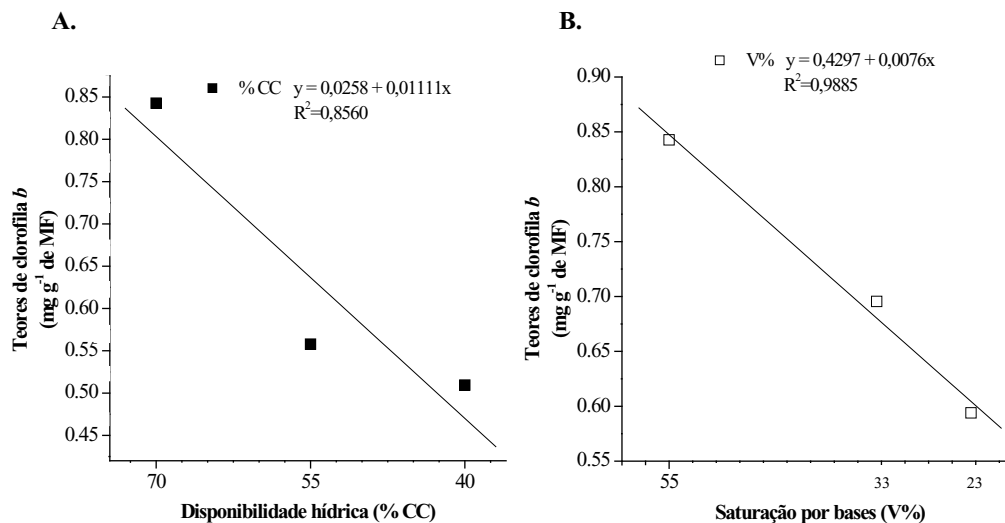 A.
% CC y = 0,0258 + 0,01111x
R²=0,8560
0.85
0.80
0.75
0.70
0.65
0.60
0.55
0.50
0.45
70
55
40
Teores de clorofila b
(mg g⁻¹ de MF)
Disponibilidade hídrica (% CC)
B.
V% y = 0,4297 + 0,0076x
R²=0,9885
0.90
0.85
0.80
0.70
0.65
0.60
0.55
55
33
23
Teores de clorofila b
(mg g⁻¹ de MF)
Saturação por bases (V%)